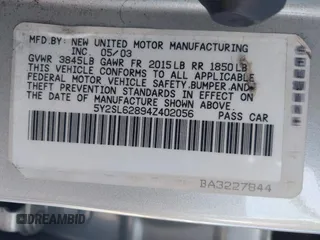 MFD. BY NEW UNITED MOTOR MANUFACTURING
INC. 05/03
GVWR 3845LB GAWR FR 2015LB RR 1850LB
THIS VEHICLE CONFORMS TO ALL APPLICABLE
FEDERAL MOTOR VEHICLE SAFETY, BUMPER, AND
THEFT PREVENTION STANDARDS IN EFFECT ON
THE DATE OF MANUFACTURE SHOWN ABOVE.
5Y2SL62894Z402056 PASS CAR
BA3227844
DREAMBID